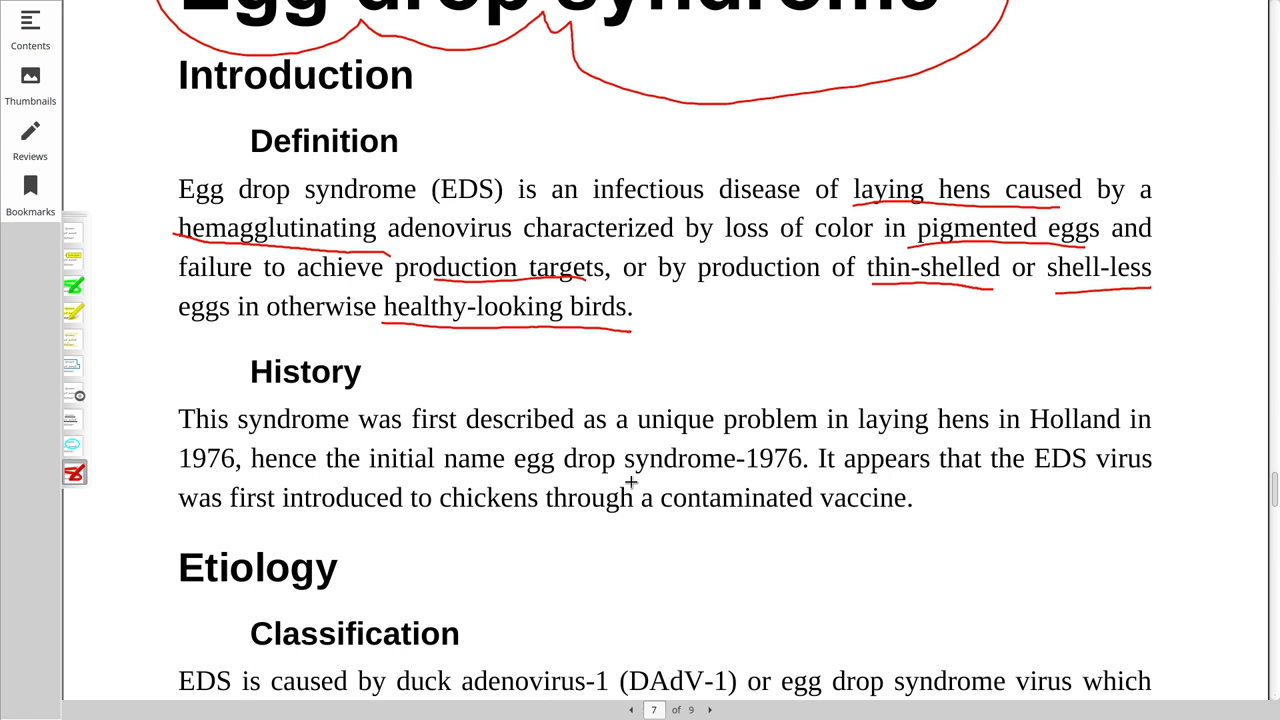 Egg drop syndrome
Contents
Thumbnails
Reviews
Bookmarks
Introduction
Definition
Egg drop syndrome (EDS) is an infectious disease of laying hens caused by a
hemagglutinating adenovirus characterized by loss of color in pigmented eggs and
failure to achieve production targets, or by production of thin-shelled or shell-less
eggs in otherwise healthy-looking birds.
History
This syndrome was first described as a unique problem in laying hens in Holland in
1976, hence the initial name egg drop syndrome-1976. It appears that the EDS virus
was first introduced to chickens through a contaminated vaccine.
Etiology
Classification
EDS is caused by duck adenovirus-1 (DAdV-1) or egg drop syndrome virus which
7 of 9